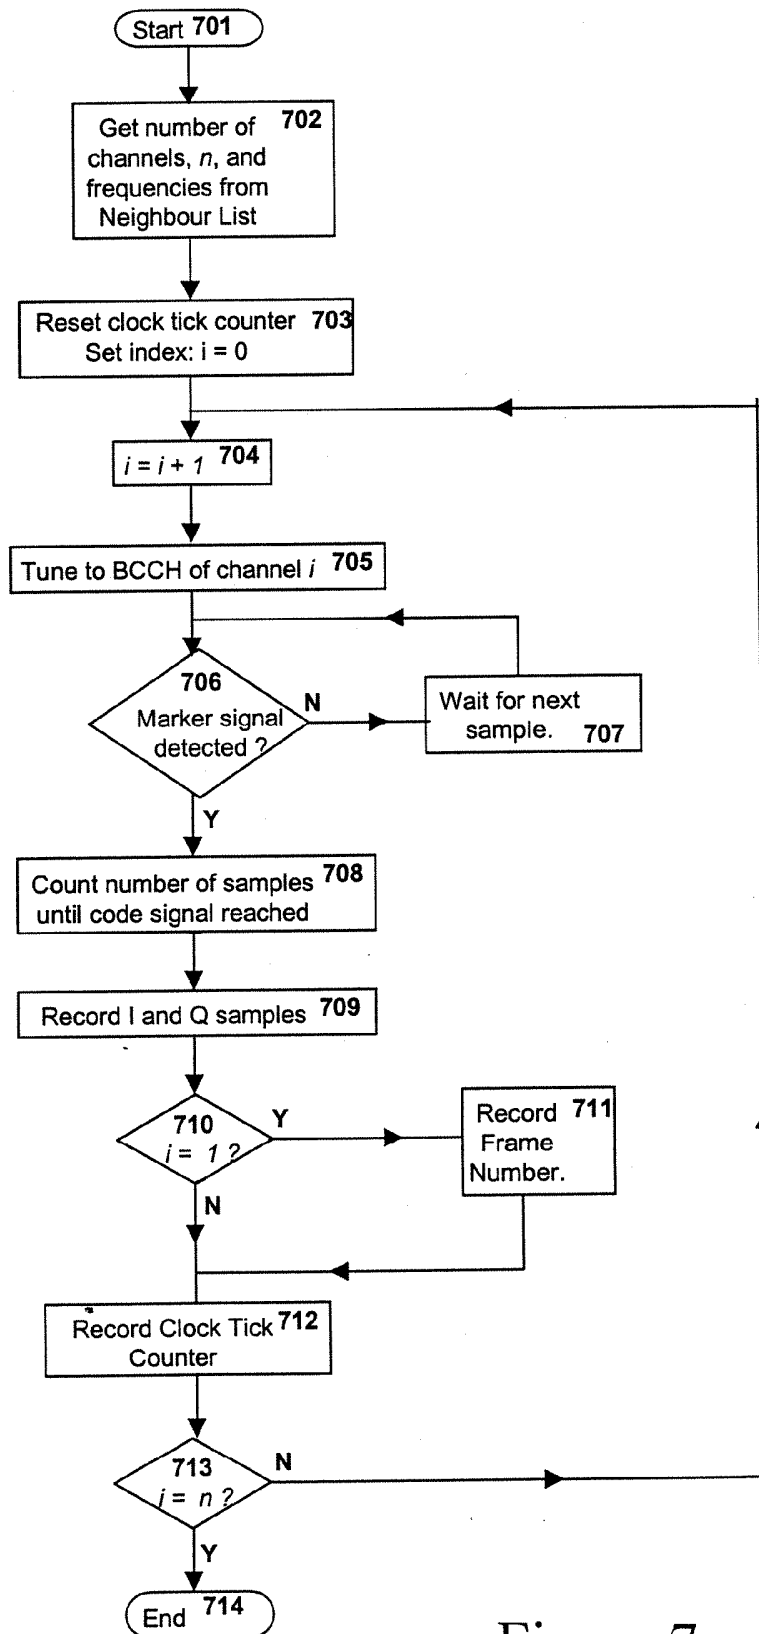 Start 701
Get number of 702
channels, n, and
frequencies from
Neighbour List
Reset clock tick counter 703
Set index: i = 0
i = i + 1 704
Tune to BCCH of channel i 705
706
Marker signal
detected ?
N
Wait for next
sample. 707
Y
Count number of samples 708
until code signal reached
Record I and Q samples 709
710
i = 1 ?
Y
Record 711
Frame
Number.
N
Record Clock Tick 712
Counter
713
i = n ?
N
Y
End 714
Figure 7